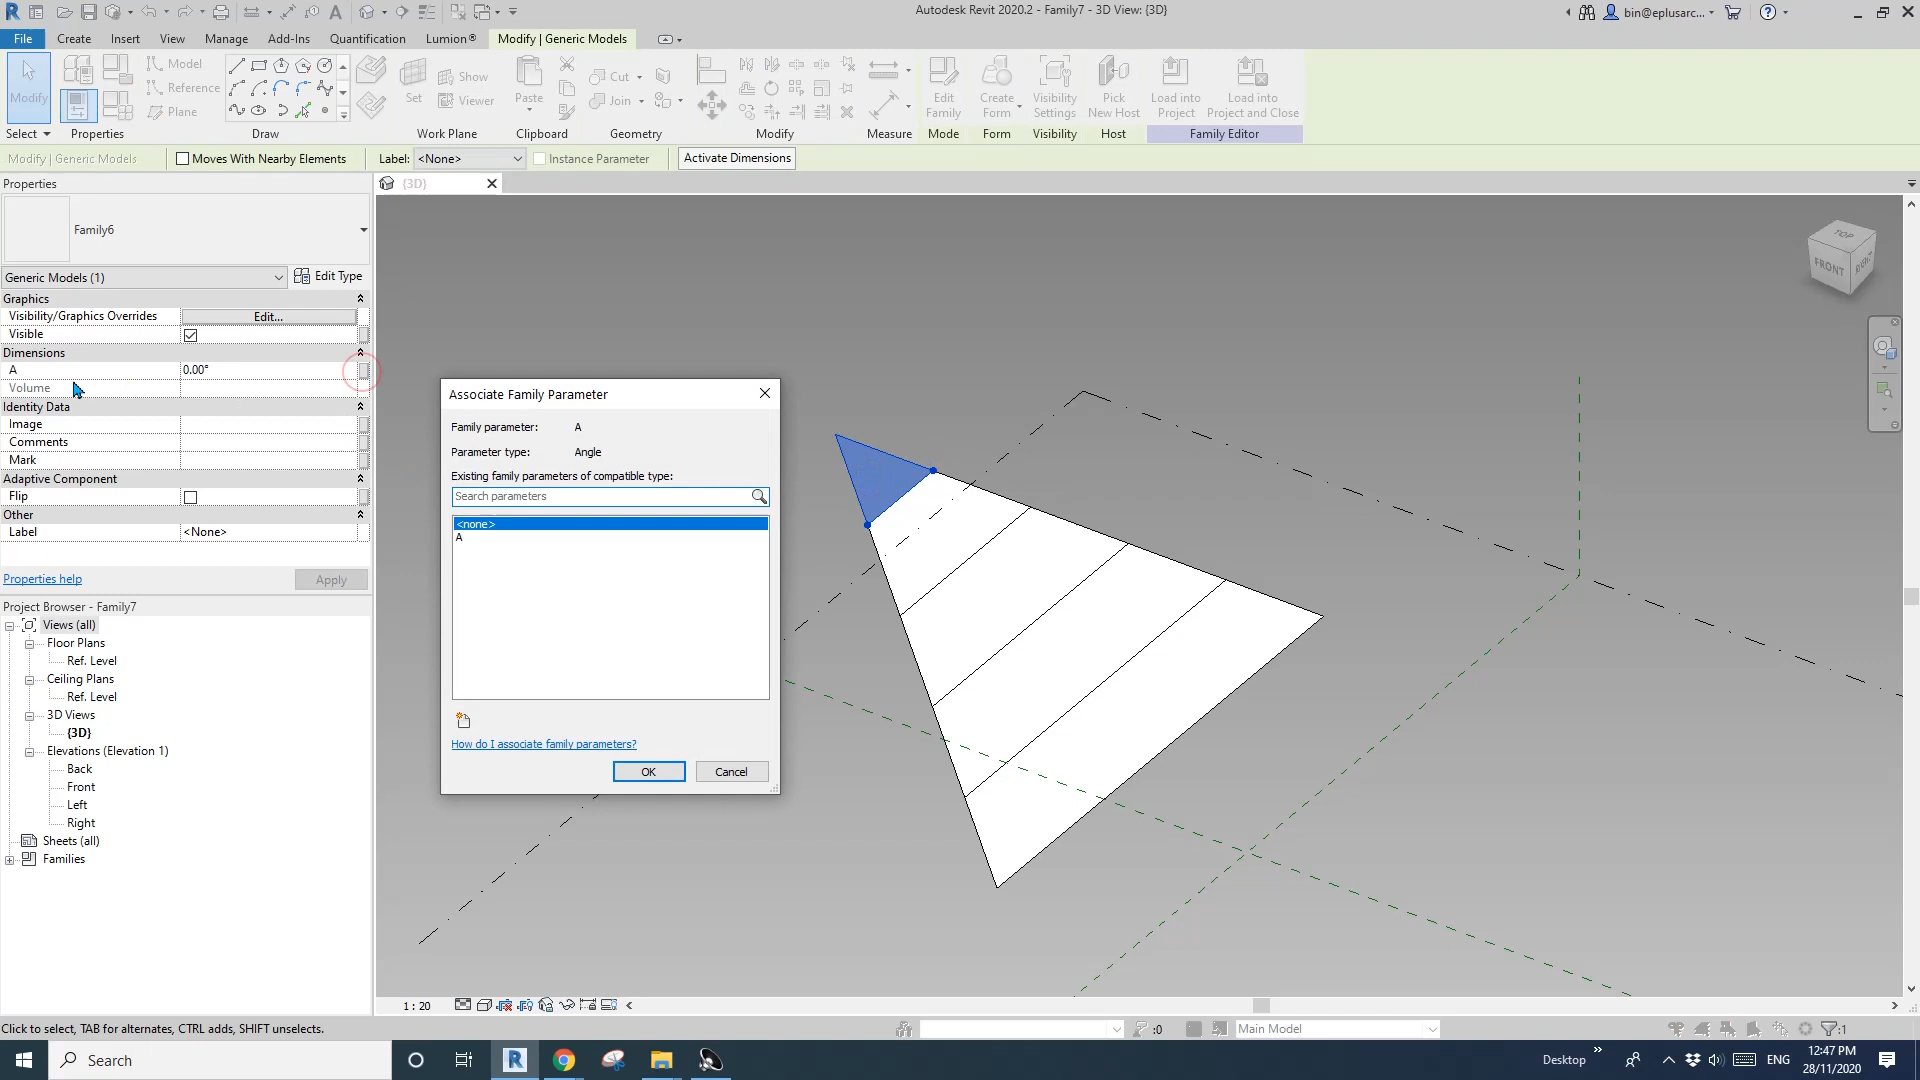 Autodesk Revit 2020.2 - Family7 - 3D View: {3D}
bin@eplusarc...
File Create Insert View Manage Add-Ins Quantification Lumion® Modify | Generic Models
Modify
Model
Reference
Plane
Set
Show
Viewer
Paste
Cut
Join
Edit Family
Create Form
Visibility Settings
Pick New Host
Load into Project
Load into Project and Close
Select Properties Draw Work Plane Clipboard Geometry Modify Measure Mode Form Visibility Host Family Editor
Modify | Generic Models Moves With Nearby Elements Label: <None> Instance Parameter Activate Dimensions
Properties
{3D}
Family6
Generic Models (1) Edit Type
Graphics
Visibility/Graphics Overrides Edit...
Visible
Dimensions
A 0.00°
Volume
Identity Data
Image
Comments
Mark
Adaptive Component
Flip
Other
Label <None>
Properties help Apply
Project Browser - Family7
Views (all)
Floor Plans
Ref. Level
Ceiling Plans
Ref. Level
3D Views
{3D}
Elevations (Elevation 1)
Back
Front
Left
Right
Sheets (all)
Families
Associate Family Parameter
Family parameter: A
Parameter type: Angle
Existing family parameters of compatible type:
Search parameters
<none>
A
How do I associate family parameters?
OK Cancel
TOP
FRONT
1 : 20
Click to select, TAB for alternates, CTRL adds, SHIFT unselects.
:0
Main Model
:1
Search
Desktop
ENG
12:47 PM
28/11/2020